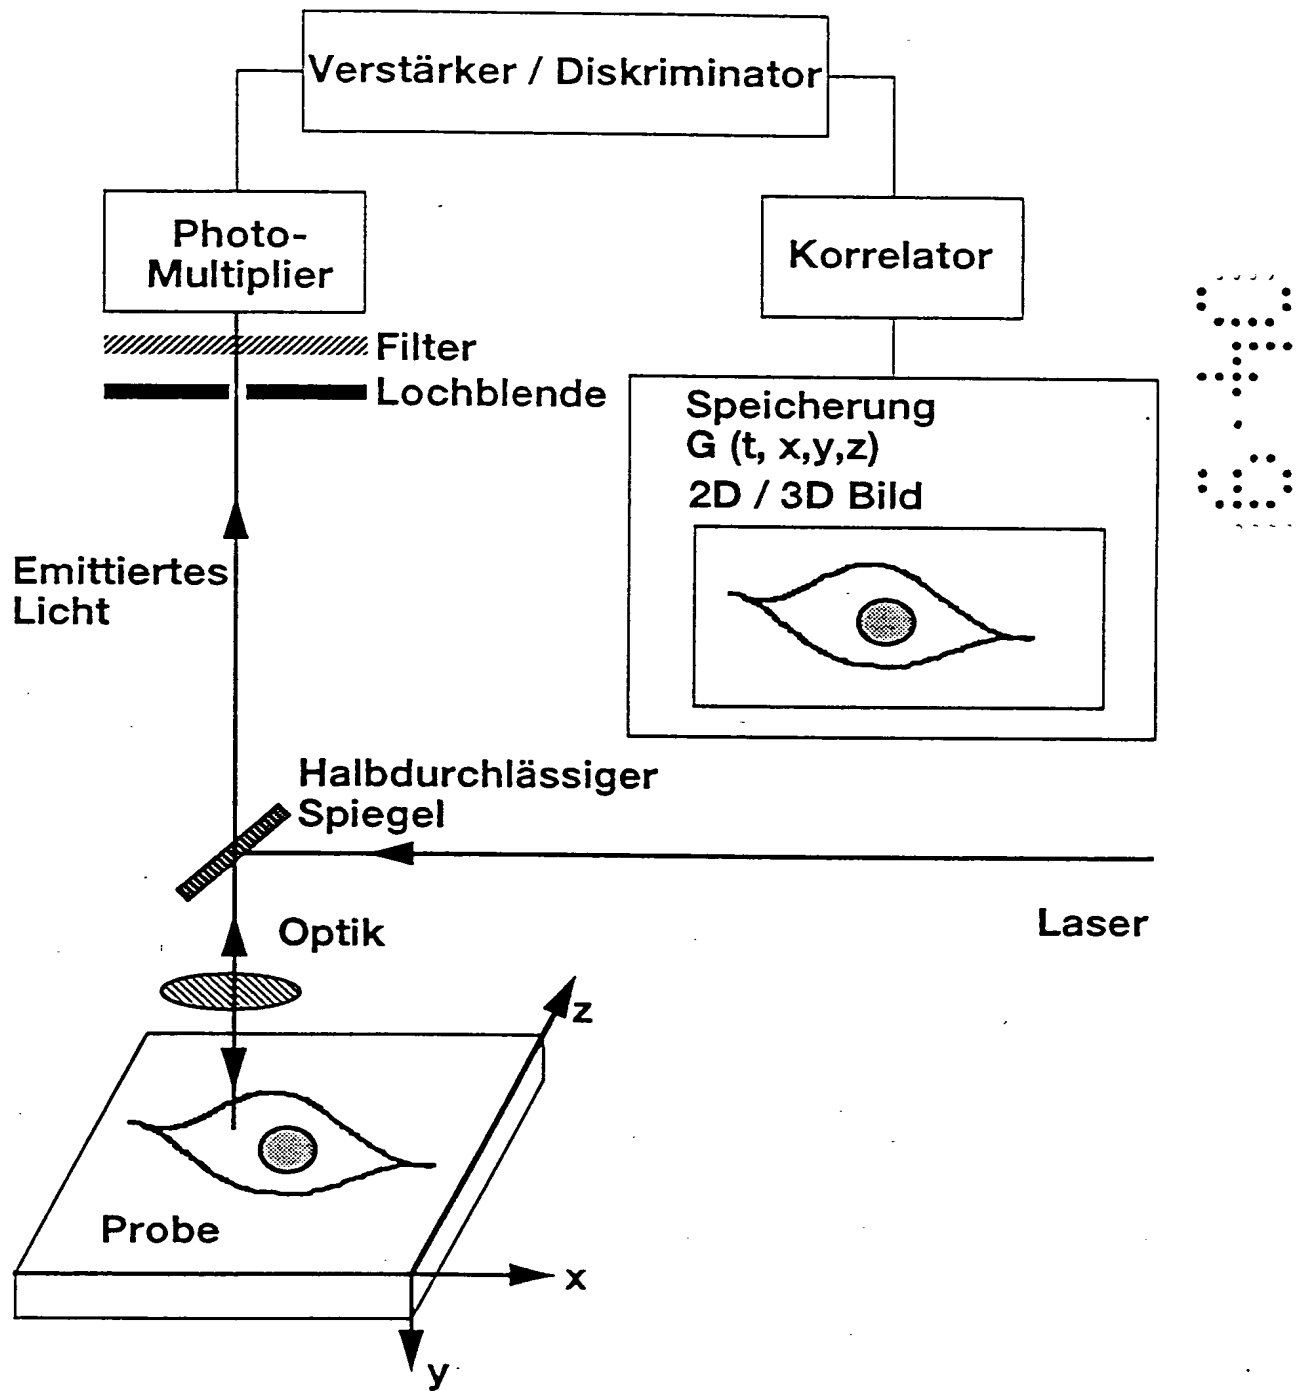 Verstärker / Diskriminator
Photo-
Multiplier
Korrelator
Filter
Lochblende
Speicherung
G (t, x,y,z)
2D / 3D Bild
Emittiertes
Licht
Halbdurchlässiger
Spiegel
Optik
Laser
z
Probe
x
y